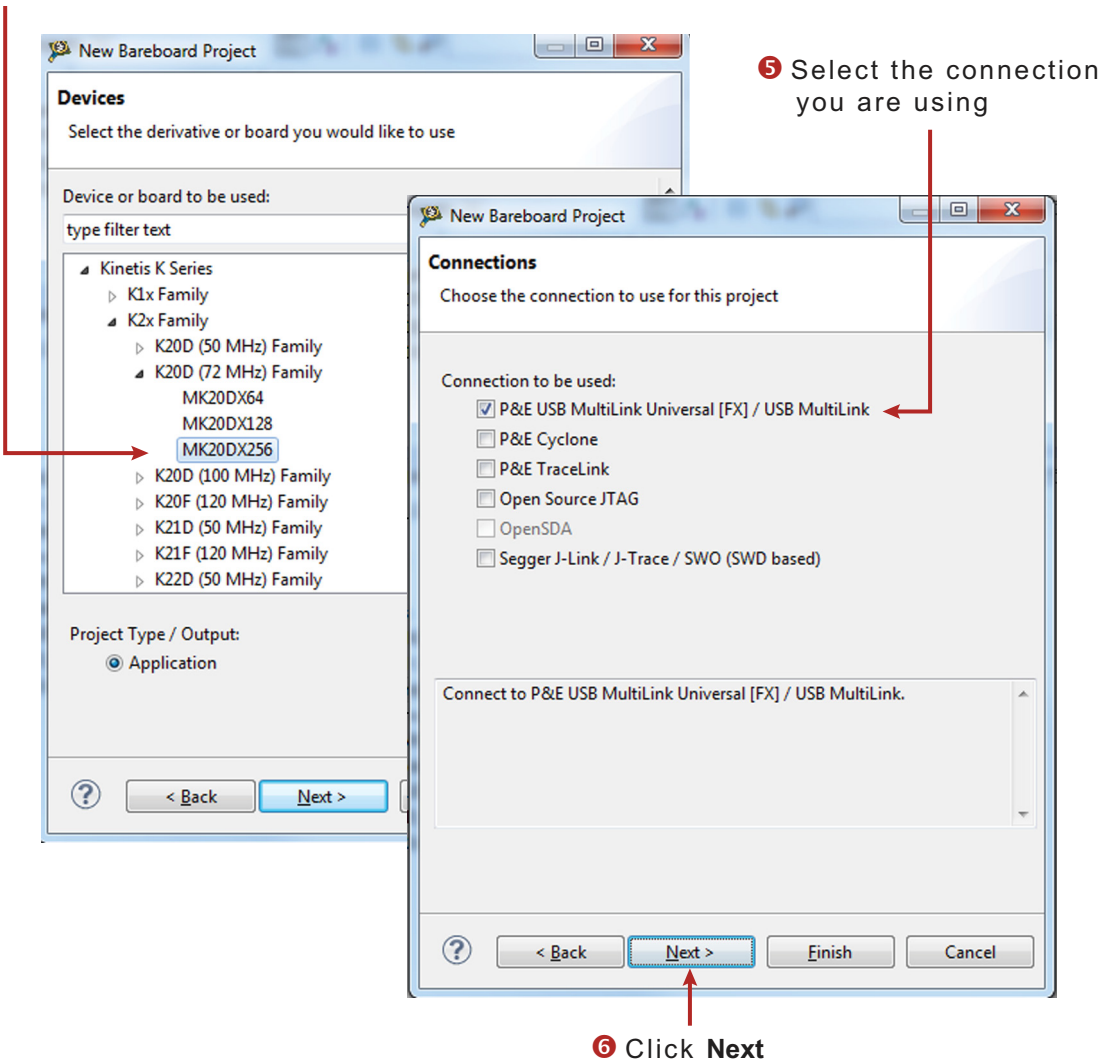 New Bareboard Project
Devices
Select the derivative or board you would like to use
Device or board to be used:
type filter text
Kinetis K Series
K1x Family
K2x Family
K20D (50 MHz) Family
K20D (72 MHz) Family
MK20DX64
MK20DX128
MK20DX256
K20D (100 MHz) Family
K20F (120 MHz) Family
K21D (50 MHz) Family
K21F (120 MHz) Family
K22D (50 MHz) Family
Project Type / Output:
Application
? < Back Next >
❺ Select the connection
you are using
New Bareboard Project
Connections
Choose the connection to use for this project
Connection to be used:
P&E USB MultiLink Universal [FX] / USB MultiLink
P&E Cyclone
P&E TraceLink
Open Source JTAG
OpenSDA
Segger J-Link / J-Trace / SWO (SWD based)
Connect to P&E USB MultiLink Universal [FX] / USB MultiLink.
? < Back Next > Finish Cancel
❻ Click Next